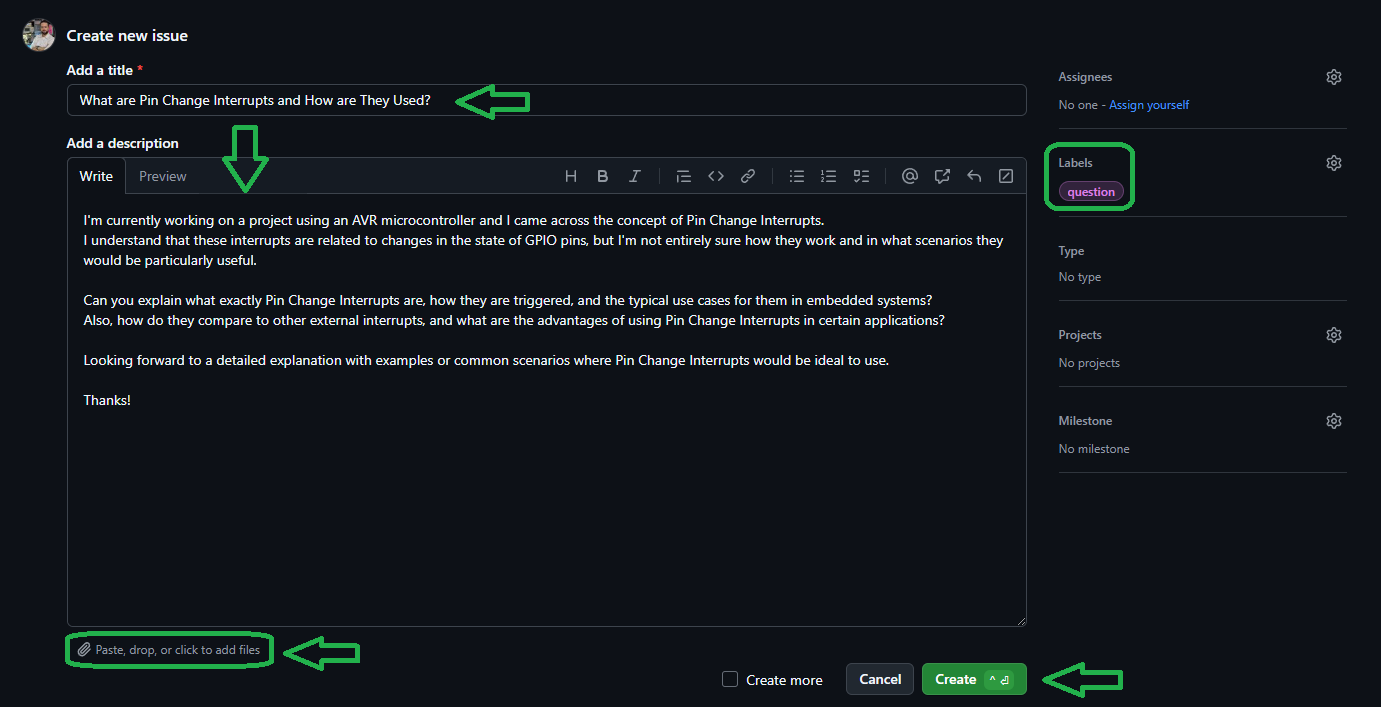 Create new issue
Add a title *
What are Pin Change Interrupts and How are They Used?
Add a description
Write
Preview
I'm currently working on a project using an AVR microcontroller and I came across the concept of Pin Change Interrupts.
I understand that these interrupts are related to changes in the state of GPIO pins, but I'm not entirely sure how they work and in what scenarios they
would be particularly useful.
Can you explain what exactly Pin Change Interrupts are, how they are triggered, and the typical use cases for them in embedded systems?
Also, how do they compare to other external interrupts, and what are the advantages of using Pin Change Interrupts in certain applications?
Looking forward to a detailed explanation with examples or common scenarios where Pin Change Interrupts would be ideal to use.
Thanks!
Paste, drop, or click to add files
Create more
Cancel
Create ^ ⏎
Assignees
No one - Assign yourself
Labels
question
Type
No type
Projects
No projects
Milestone
No milestone